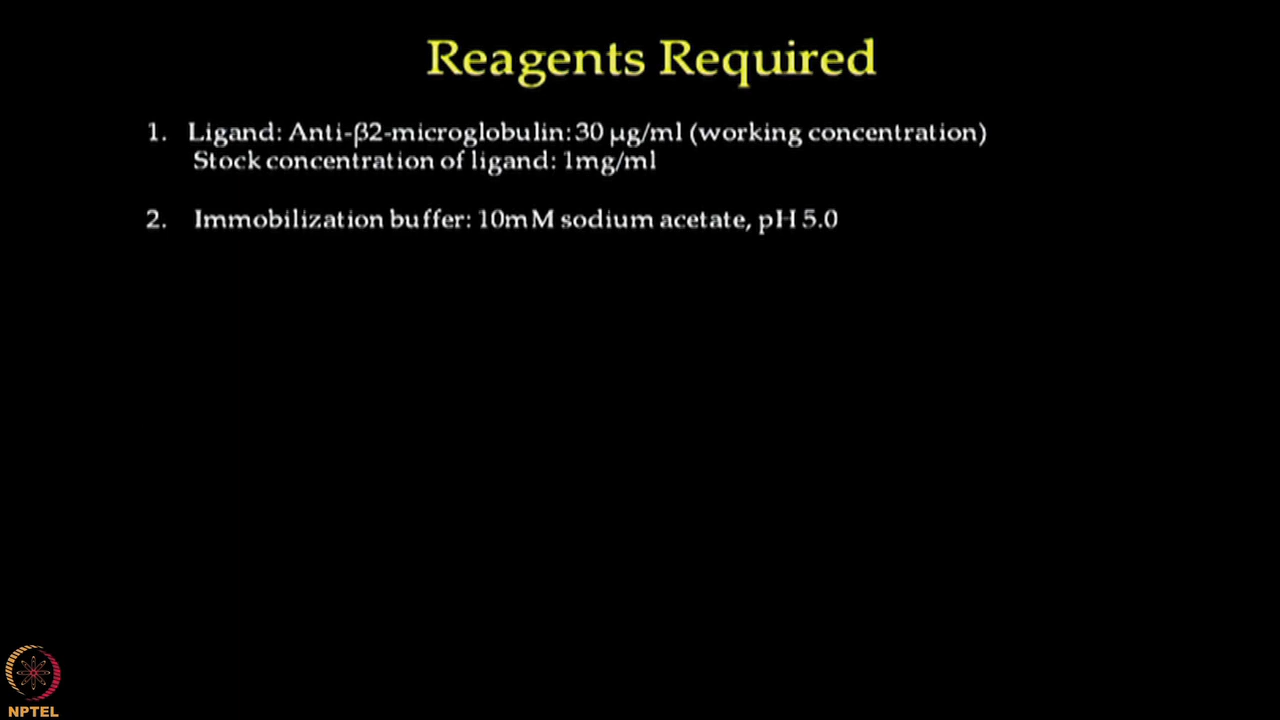 Reagents Required
1. Ligand: Anti-β2-microglobulin: 30 µg/ml (working concentration)
Stock concentration of ligand: 1mg/ml
2. Immobilization buffer: 10mM sodium acetate, pH 5.0
NPTEL